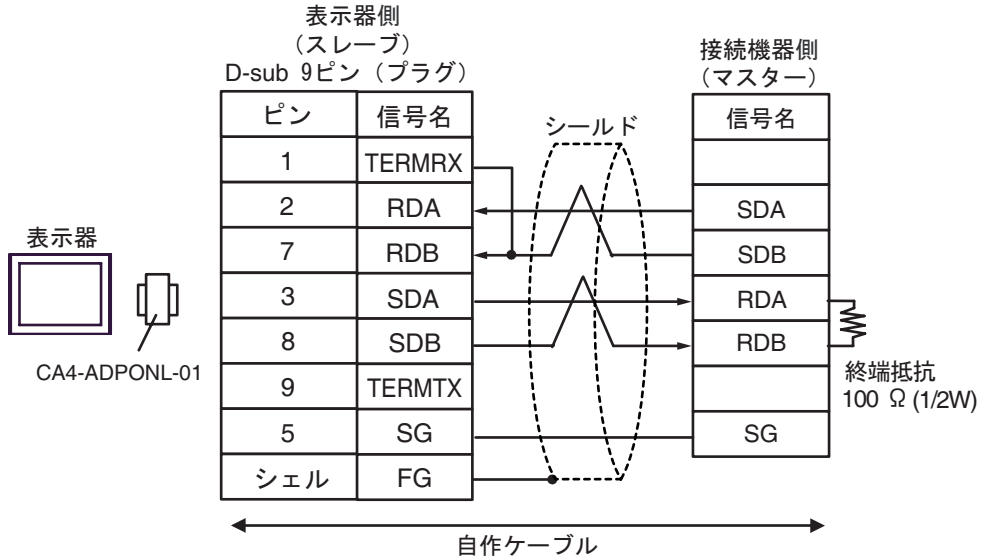 表示器側
（スレーブ）
D-sub 9ピン（プラグ）
接続機器側
（マスター）
ピン 信号名 シールド 信号名
1 TERMRX
2 RDA SDA
7 RDB SDB
3 SDA RDA
8 SDB RDB
9 TERMTX
5 SG SG
シェル FG
表示器
CA4-ADPONL-01
終端抵抗
100 Ω (1/2W)
自作ケーブル